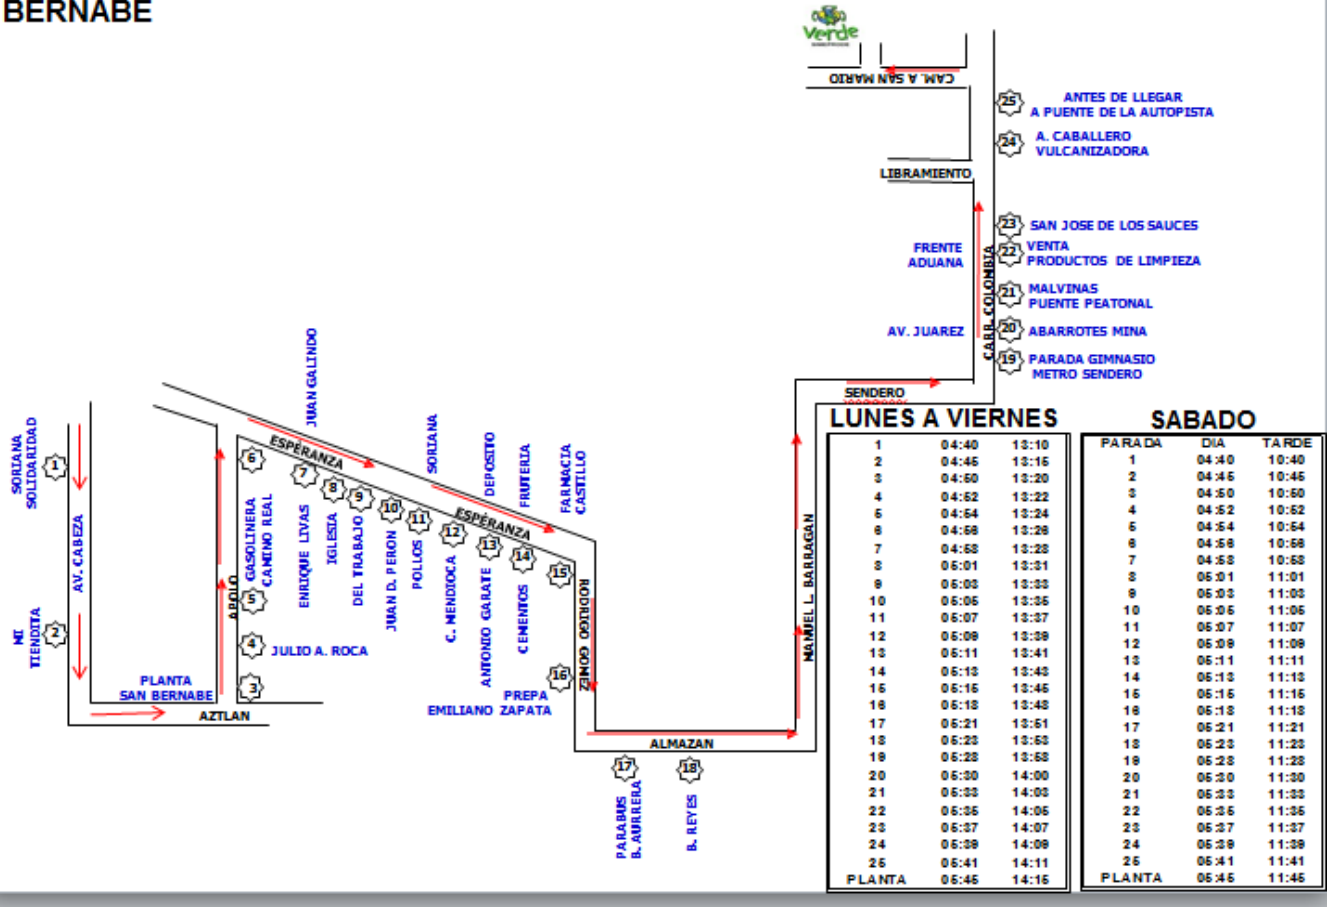 BERNABE
Verde
CAM. A SAN MARIO
25
ANTES DE LLEGAR
A PUENTE DE LA AUTOPISTA
24
A. CABALLERO
VULCANIZADORA
LIBRAMIENTO
23
SAN JOSE DE LOS SAUCES
FRENTE
ADUANA
22
VENTA
PRODUCTOS DE LIMPIEZA
CARR. COLOMBIA
21
MALVINAS
PUENTE PEATONAL
AV. JUAREZ
20
ABARROTES MINA
19
PARADA GIMNASIO
METRO SENDERO
SENDERO
JUAN GALINDO
SORIANA
SOLIDARIDAD
1
AV. CABEZA
MI
TIENDITA
2
PLANTA
SAN BERNABE
AZTLAN
3
4
JULIO A. ROCA
5
APOLO
6
GASOLINERA
CAMINO REAL
ESPERANZA
7
ENRIQUE LIVAS
8
IGLESIA
9
DEL TRABAJO
10
JUAN D. PERON
11
POLLOS
SORIANA
12
C. MENDIOCA
ESPERANZA
DEPOSITO
13
ANTONIO GARATE
FRUTERIA
14
CEMENTOS
FARMACIA
CASTILLO
15
RODRIGO GOMEZ
16
PREPA
EMILIANO ZAPATA
ALMAZAN
17
PARABUS
B. AURRERA
18
B. REYES
MANUEL L. BARRAGAN
LUNES A VIERNES
1 04:40 13:10
2 04:45 13:15
3 04:50 13:20
4 04:52 13:22
5 04:54 13:24
6 04:56 13:26
7 04:58 13:28
8 05:01 13:31
9 05:03 13:33
10 05:05 13:35
11 05:07 13:37
12 05:09 13:39
13 05:11 13:41
14 05:13 13:43
15 05:15 13:45
16 05:18 13:48
17 05:21 13:51
18 05:23 13:53
19 05:28 13:58
20 05:30 14:00
21 05:33 14:03
22 05:35 14:05
23 05:37 14:07
24 05:39 14:09
25 05:41 14:11
PLANTA 05:45 14:15
SABADO
PARADA DIA TARDE
1 04:40 10:40
2 04:45 10:45
3 04:50 10:50
4 04:52 10:52
5 04:54 10:54
6 04:56 10:56
7 04:58 10:58
8 05:01 11:01
9 05:03 11:03
10 05:05 11:05
11 05:07 11:07
12 05:09 11:09
13 05:11 11:11
14 05:13 11:13
15 05:15 11:15
16 05:18 11:18
17 05:21 11:21
18 05:23 11:23
19 05:28 11:28
20 05:30 11:30
21 05:33 11:33
22 05:35 11:35
23 05:37 11:37
24 05:39 11:39
25 05:41 11:41
PLANTA 05:45 11:45